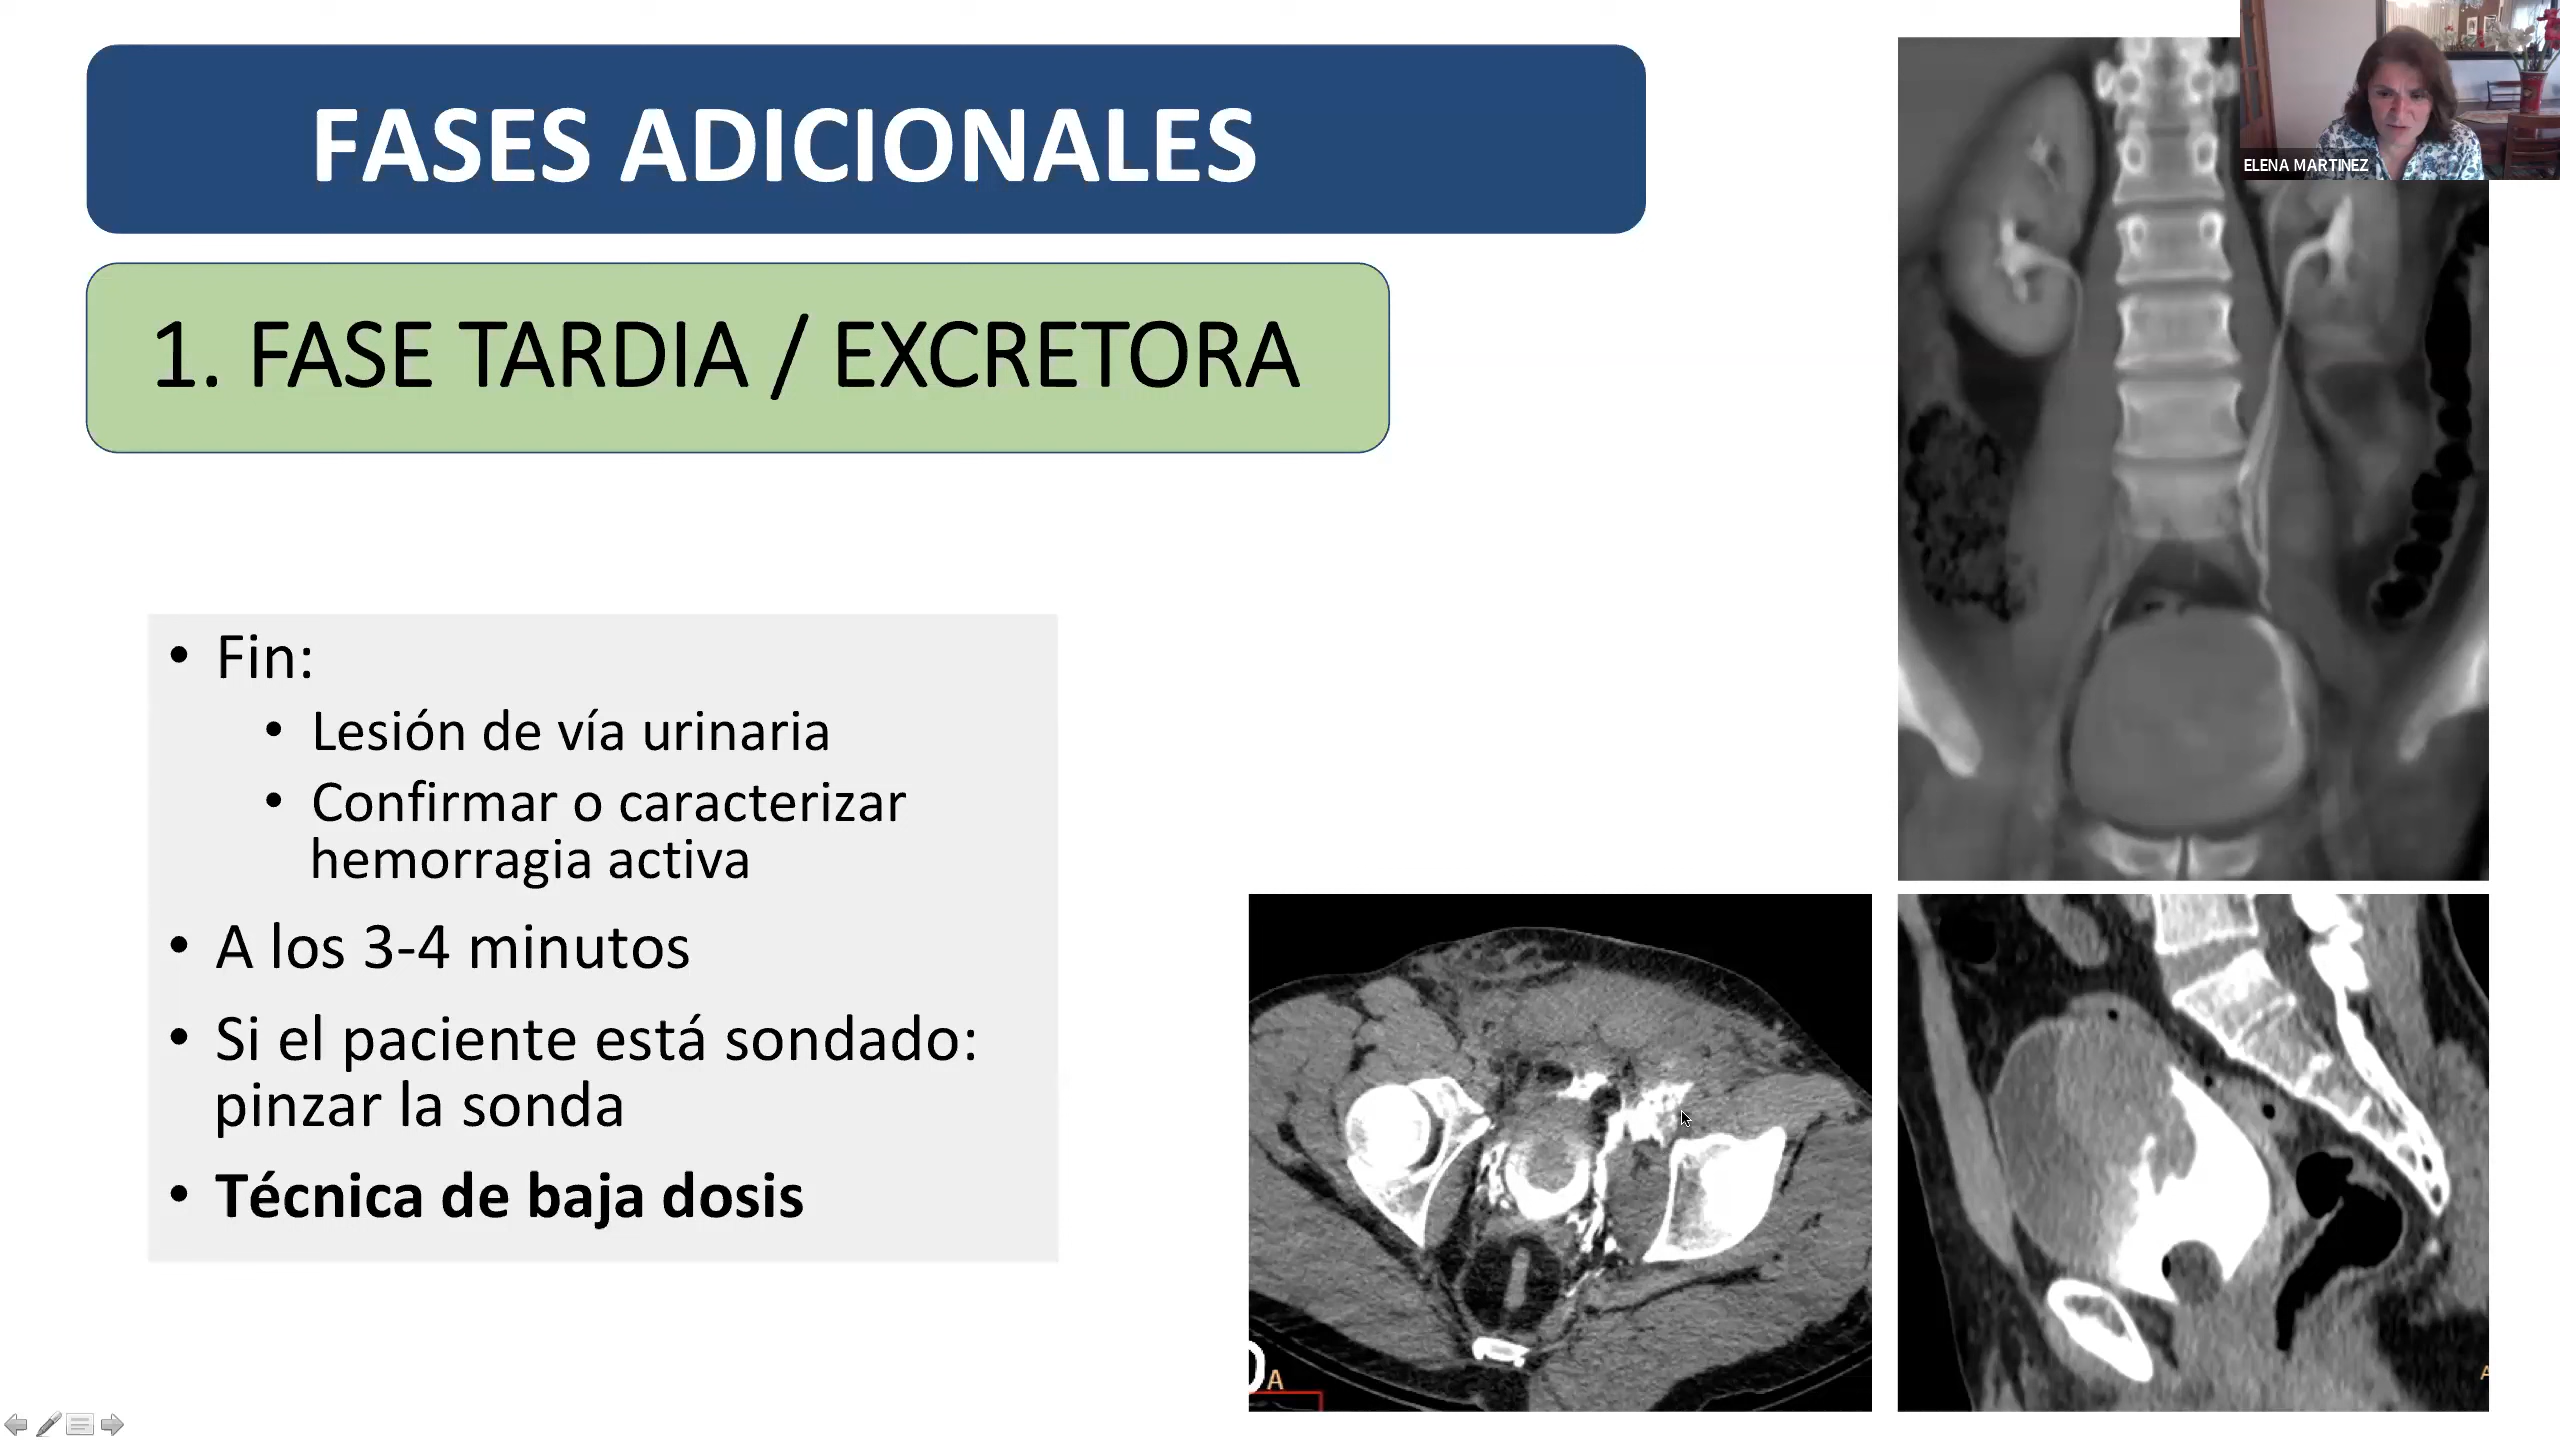 FASES ADICIONALES
ELENA MARTINEZ
1. FASE TARDIA / EXCRETORA
• Fin:
• Lesión de vía urinaria
• Confirmar o caracterizar
hemorragia activa
• A los 3-4 minutos
• Si el paciente está sondado:
pinzar la sonda
• Técnica de baja dosis
A
A